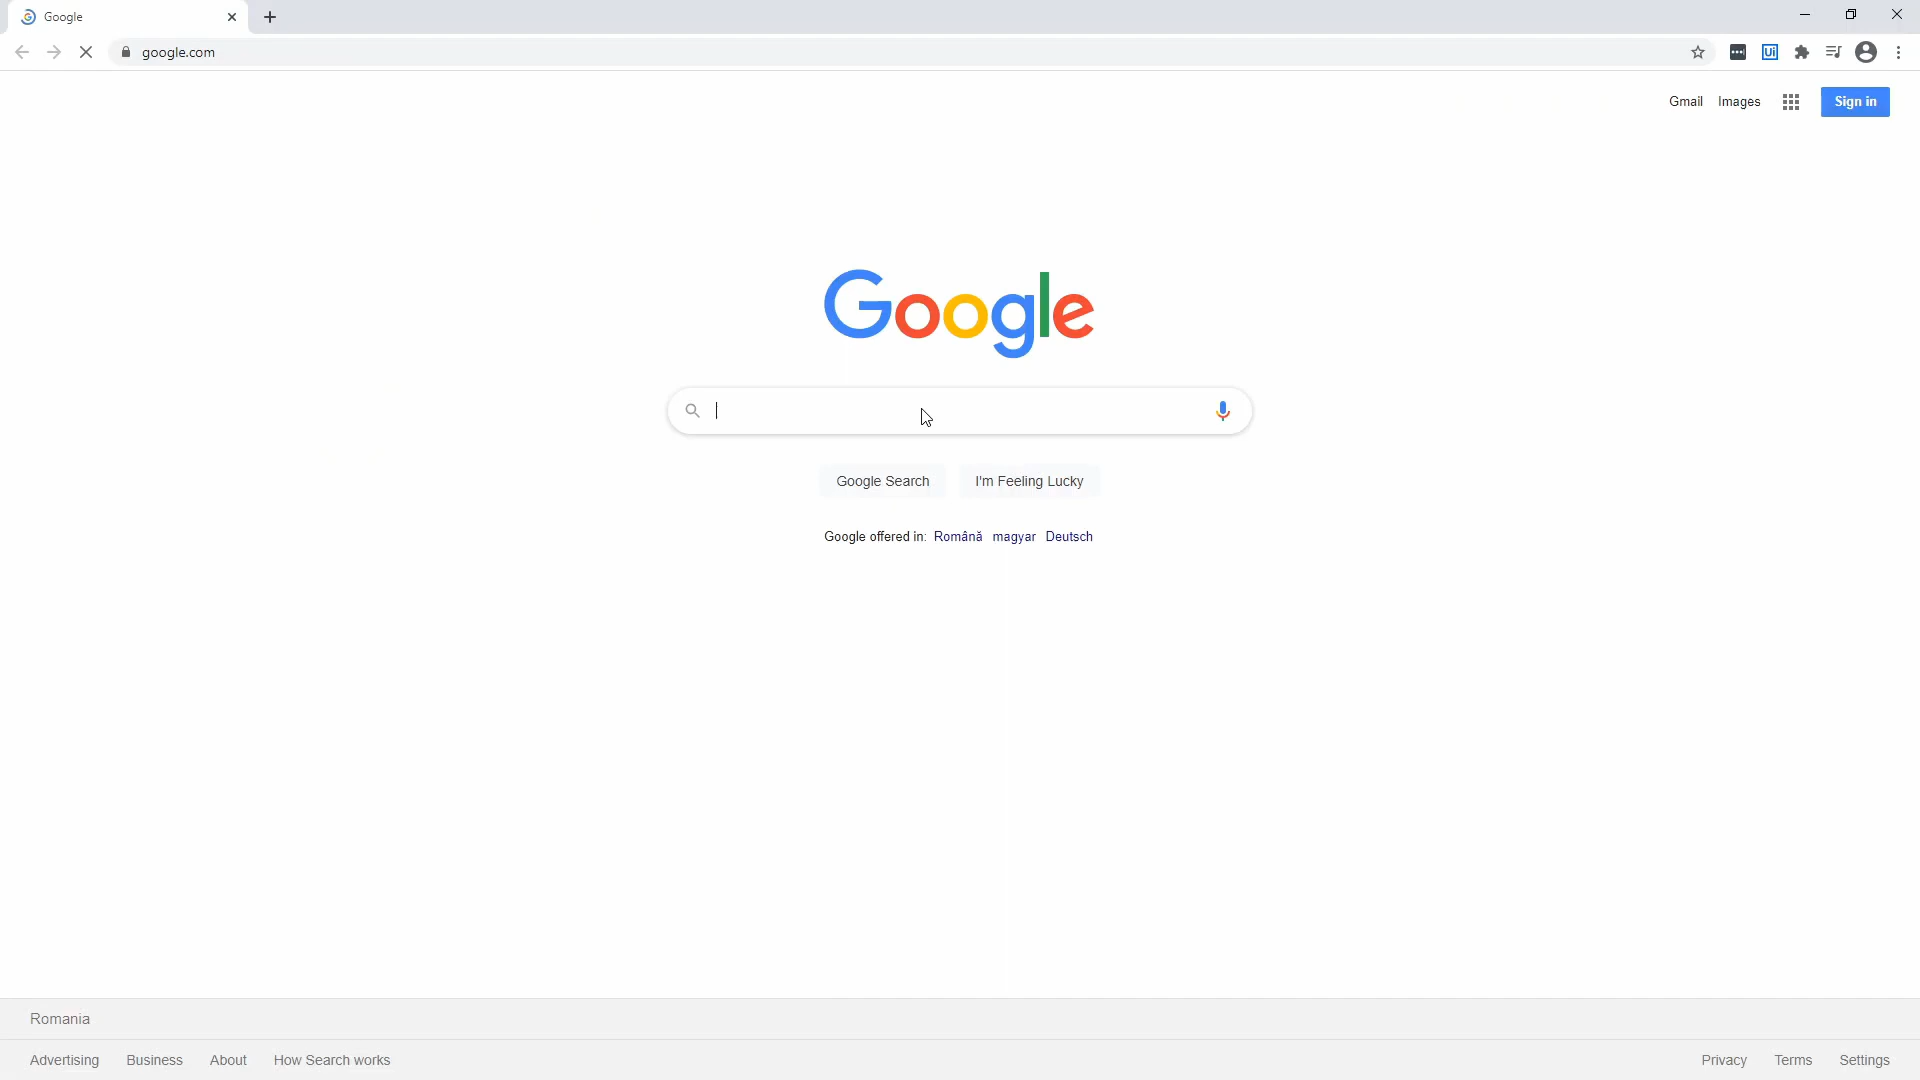 Google
google.com
Gmail Images Sign in
Google
Google Search I'm Feeling Lucky
Google offered in: Română magyar Deutsch
Romania
Advertising Business About How Search works Privacy Terms Settings